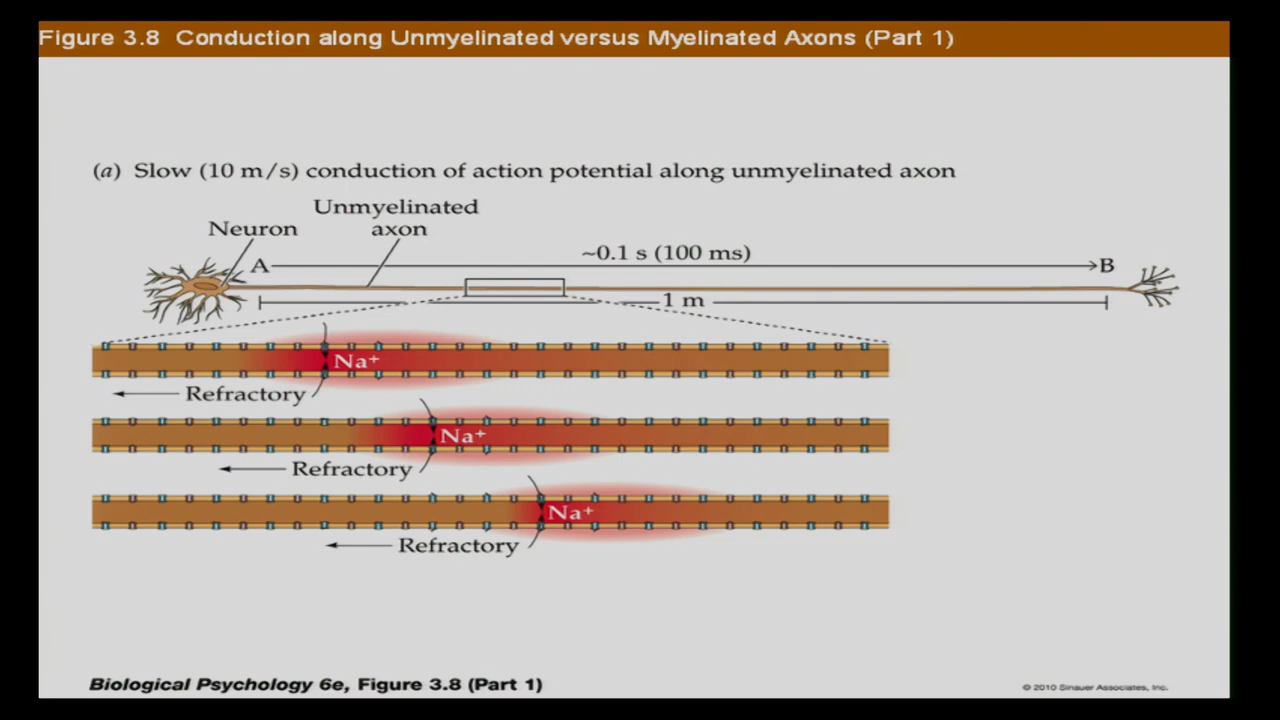 Figure 3.8 Conduction along Unmyelinated versus Myelinated Axons (Part 1)
(a) Slow (10 m/s) conduction of action potential along unmyelinated axon
Unmyelinated
Neuron axon
~0.1 s (100 ms)
A B
1 m
Na+
Refractory
Na+
Refractory
Na+
Refractory
Biological Psychology 6e, Figure 3.8 (Part 1)
© 2010 Sinauer Associates, Inc.